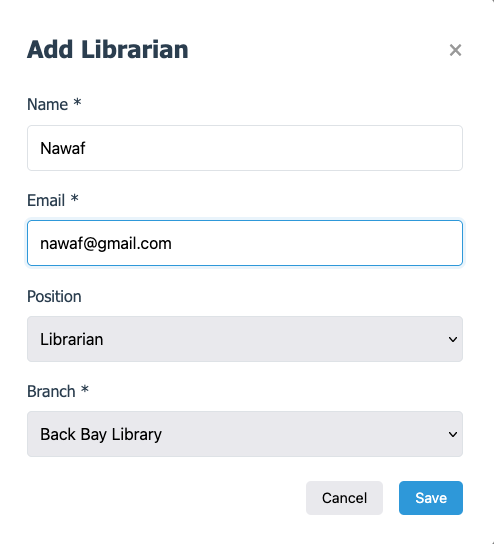 Add Librarian ×
Name *
Nawaf
Email *
nawaf@gmail.com
Position
Librarian
Branch *
Back Bay Library
Cancel Save